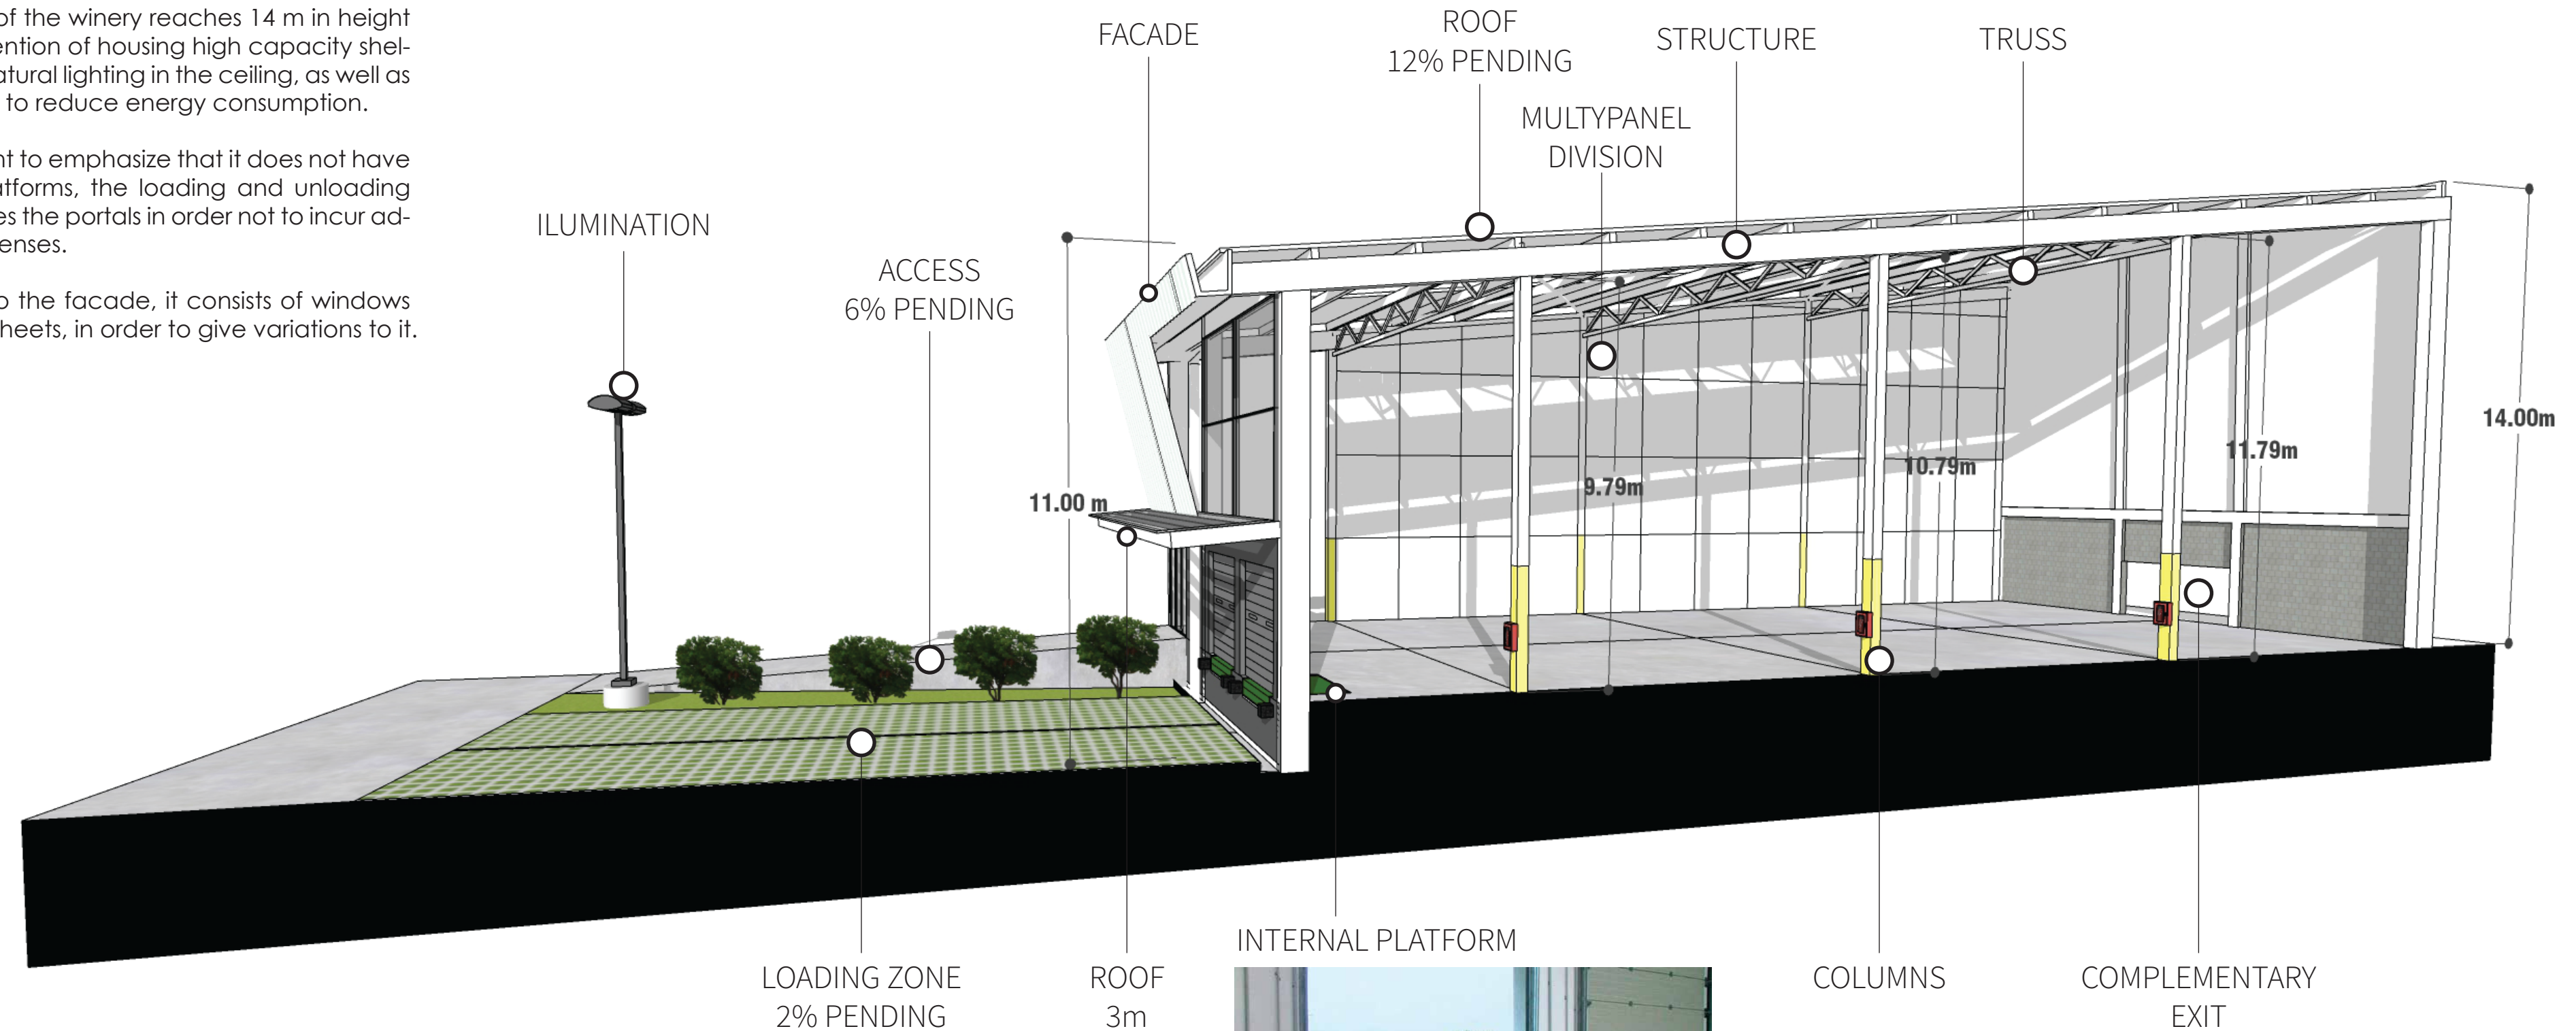 of the winery reaches 14 m in height
ention of housing high capacity shel-
atural lighting in the ceiling, as well as
to reduce energy consumption.
nt to emphasize that it does not have
atforms, the loading and unloading
es the portals in order not to incur ad-
enses.
o the facade, it consists of windows
heets, in order to give variations to it.
ILUMINATION
ACCESS
6% PENDING
FACADE
ROOF
12% PENDING
MULTYPANEL
DIVISION
STRUCTURE
TRUSS
11.00 m
9.79m
10.79m
11.79m
14.00m
LOADING ZONE
2% PENDING
ROOF
3m
INTERNAL PLATFORM
COLUMNS
COMPLEMENTARY
EXIT